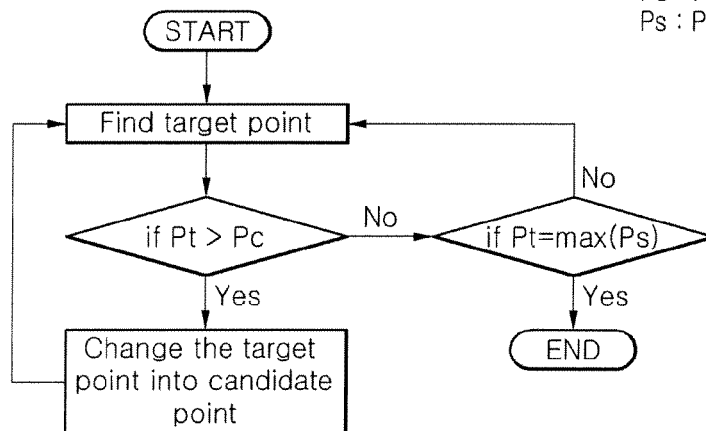 Ps : P
START
Find target point
No
if Pt > Pc
No
if Pt=max(Ps)
Yes
Yes
Change the target
point into candidate
point
END